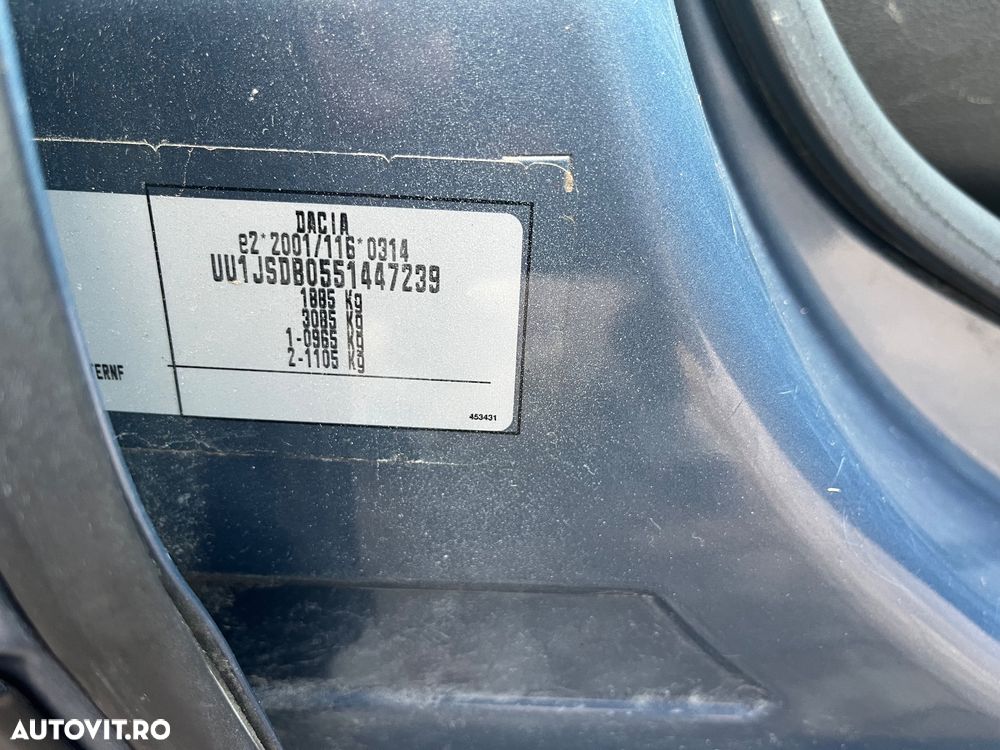 DACIA
e2*2001/116*0314
UU1JSDB0551447239
1885 Kg
3085 Kg
1-0965 Kg
2-1105 Kg
TERNF
453431
AUTOVIT.RO